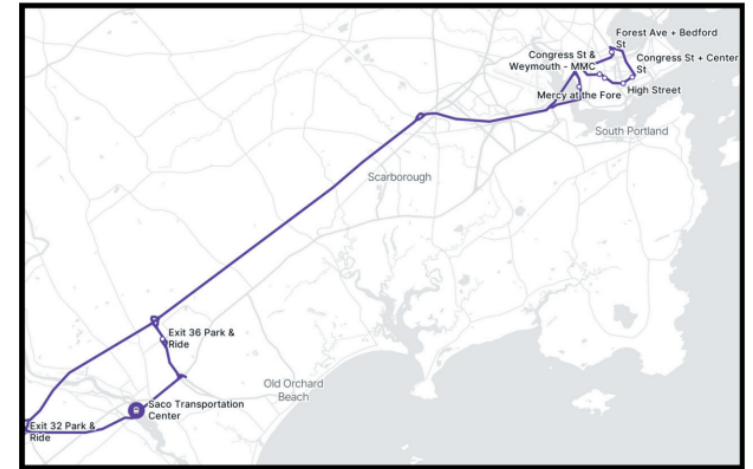 Forest Ave + Bedford
St
Congress St &
Weymouth - MMC
Congress St + Center
St
Mercy at the Fore
High Street
South Portland
Scarborough
Exit 36 Park &
Ride
Old Orchard
Beach
Saco Transportation
Center
Exit 32 Park &
Ride